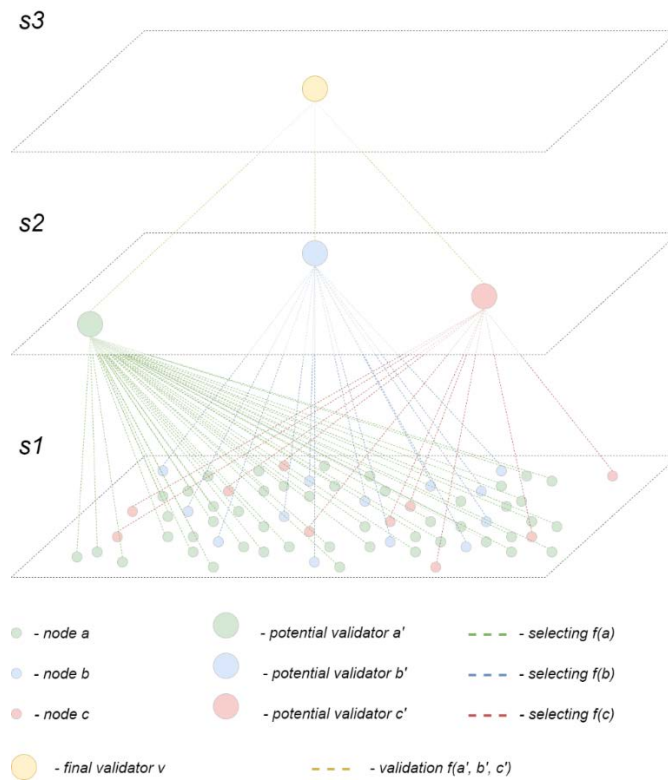 s3
s2
s1
- node a
- potential validator a'
- selecting f(a)
- node b
- potential validator b'
- selecting f(b)
- node c
- potential validator c'
- selecting f(c)
- final validator v
- validation f(a', b', c')